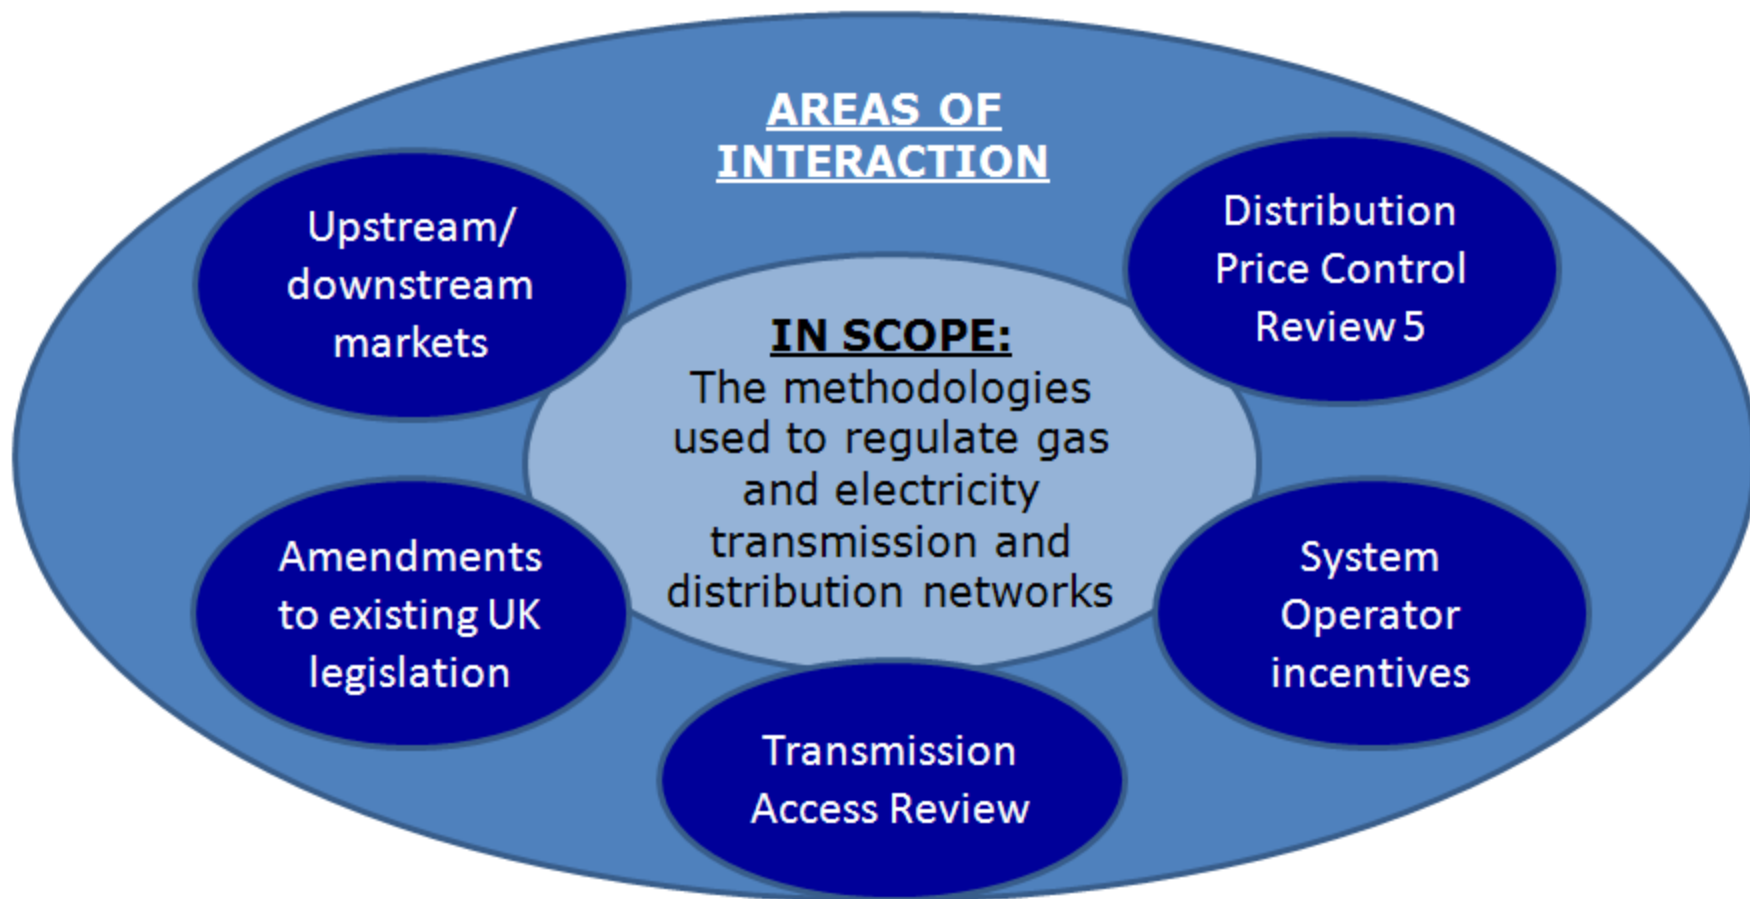 AREAS OF
INTERACTION
Upstream/
downstream
markets
Distribution
Price Control
Review 5
IN SCOPE:
The methodologies
used to regulate gas
and electricity
transmission and
distribution networks
Amendments
to existing UK
legislation
System
Operator
incentives
Transmission
Access Review